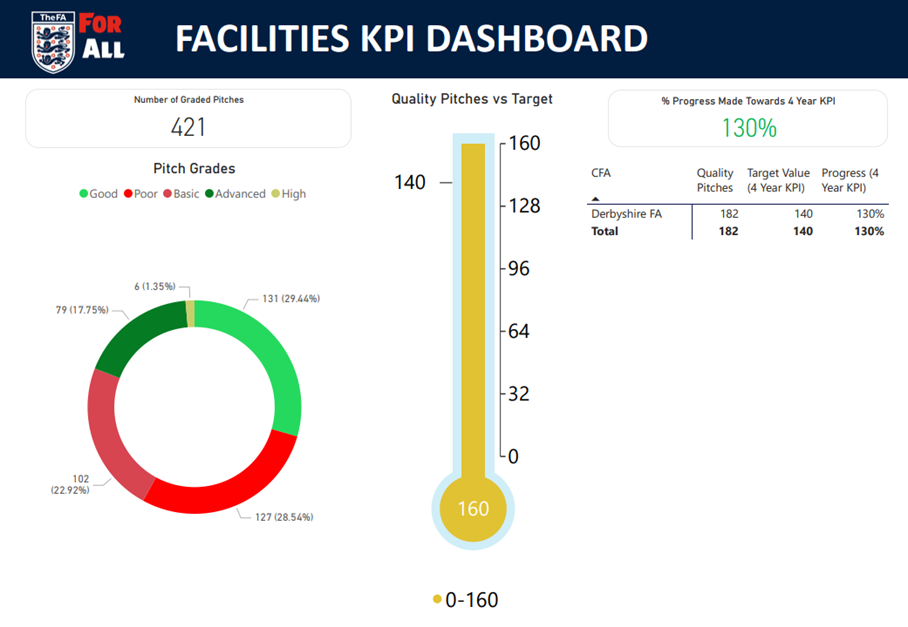 TheFA
FOR
ALL
FACILITIES KPI DASHBOARD
Number of Graded Pitches
421
Pitch Grades
Good Poor Basic Advanced High
6 (1.35%)
131 (29.44%)
79 (17.75%)
102
(22.92%)
127 (28.54%)
Quality Pitches vs Target
140
160
128
96
64
32
0
160
0-160
% Progress Made Towards 4 Year KPI
130%
CFA Quality Pitches Target Value (4 Year KPI) Progress (4 Year KPI)
Derbyshire FA 182 140 130%
Total 182 140 130%